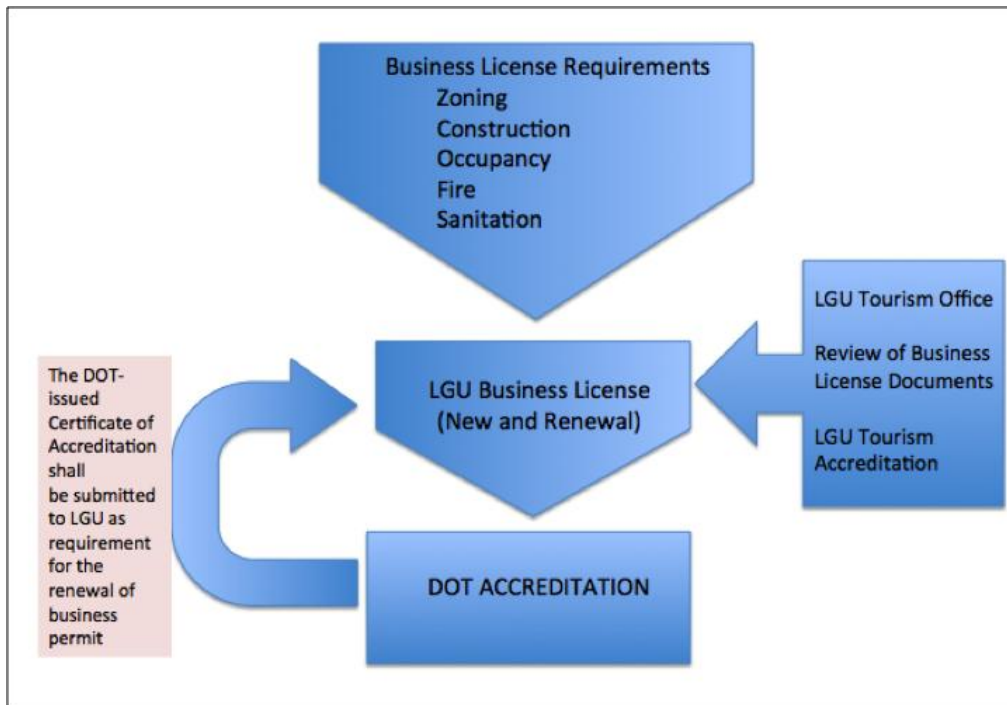 Business License Requirements
Zoning
Construction
Occupancy
Fire
Sanitation
LGU Tourism Office
Review of Business
License Documents
LGU Tourism
Accreditation
LGU Business License
(New and Renewal)
The DOT-
issued
Certificate of
Accreditation
shall
be submitted
to LGU as
requirement
for the
renewal of
business
permit
DOT ACCREDITATION